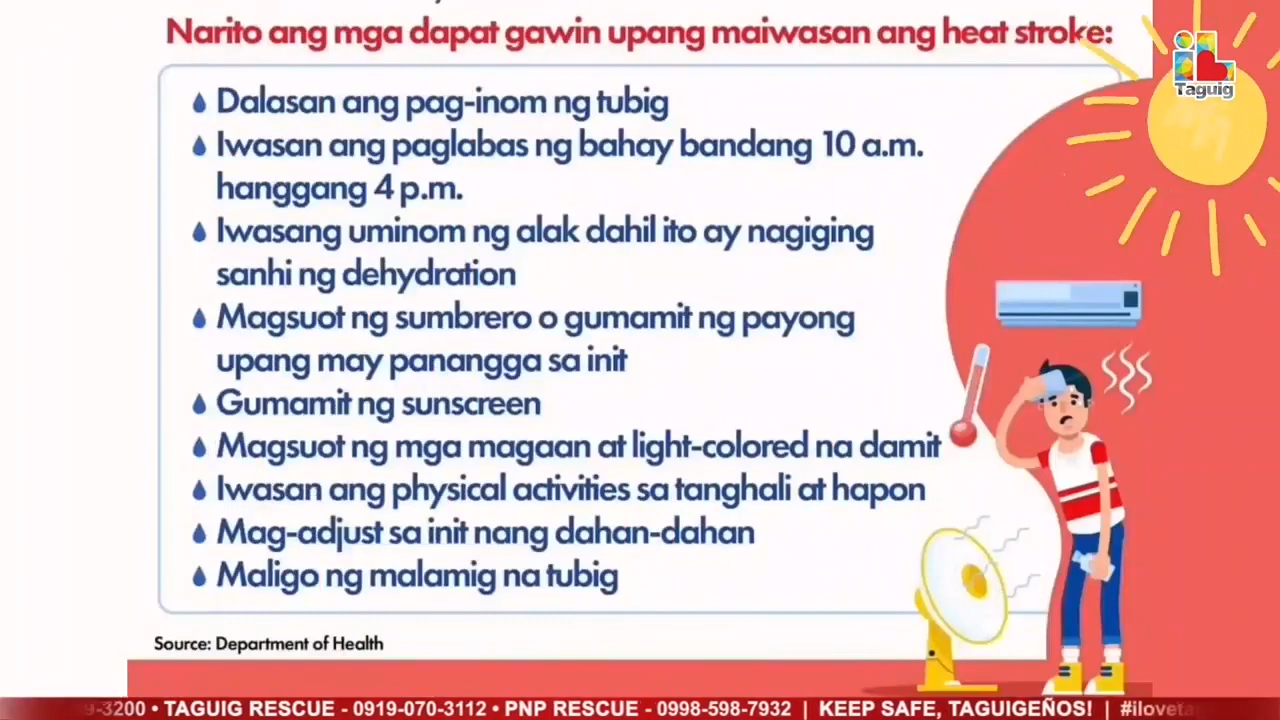 Narito ang mga dapat gawin upang maiwasan ang heat stroke:
Taguig
Dalasan ang pag-inom ng tubig
Iwasan ang paglabas ng bahay bandang 10 a.m.
hanggang 4 p.m.
Iwasang uminom ng alak dahil ito ay nagiging
sanhi ng dehydration
Magsuot ng sumbrero o gumamit ng payong
upang may panangga sa init
Gumamit ng sunscreen
Magsuot ng mga magaan at light-colored na damit
Iwasan ang physical activities sa tanghali at hapon
Mag-adjust sa init nang dahan-dahan
Maligo ng malamig na tubig
Source: Department of Health
-3200 • TAGUIG RESCUE - 0919-070-3112 • PNP RESCUE - 0998-598-7932 | KEEP SAFE, TAGUIGEÑOS! |